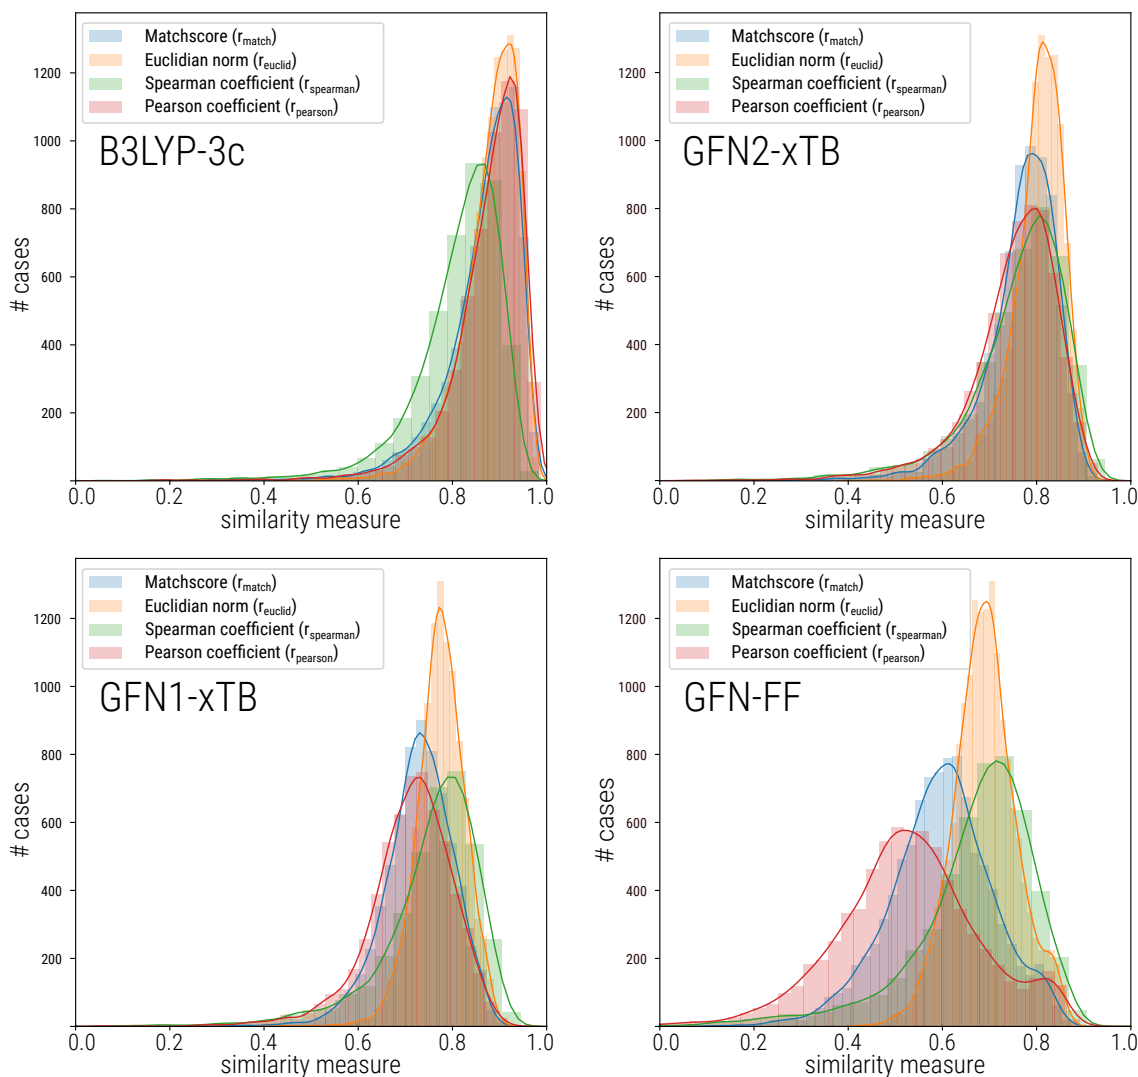 Matchscore (r_match)
Euclidian norm (r_euclid)
Spearman coefficient (r_spearman)
Pearson coefficient (r_pearson)
B3LYP-3c
1200
1000
800
600
400
200
# cases
0.0 0.2 0.4 0.6 0.8 1.0
similarity measure
Matchscore (r_match)
Euclidian norm (r_euclid)
Spearman coefficient (r_spearman)
Pearson coefficient (r_pearson)
GFN2-xTB
1200
1000
800
600
400
200
# cases
0.0 0.2 0.4 0.6 0.8 1.0
similarity measure
Matchscore (r_match)
Euclidian norm (r_euclid)
Spearman coefficient (r_spearman)
Pearson coefficient (r_pearson)
GFN1-xTB
1200
1000
800
600
400
200
# cases
0.0 0.2 0.4 0.6 0.8 1.0
similarity measure
Matchscore (r_match)
Euclidian norm (r_euclid)
Spearman coefficient (r_spearman)
Pearson coefficient (r_pearson)
GFN-FF
1200
1000
800
600
400
200
# cases
0.0 0.2 0.4 0.6 0.8 1.0
similarity measure